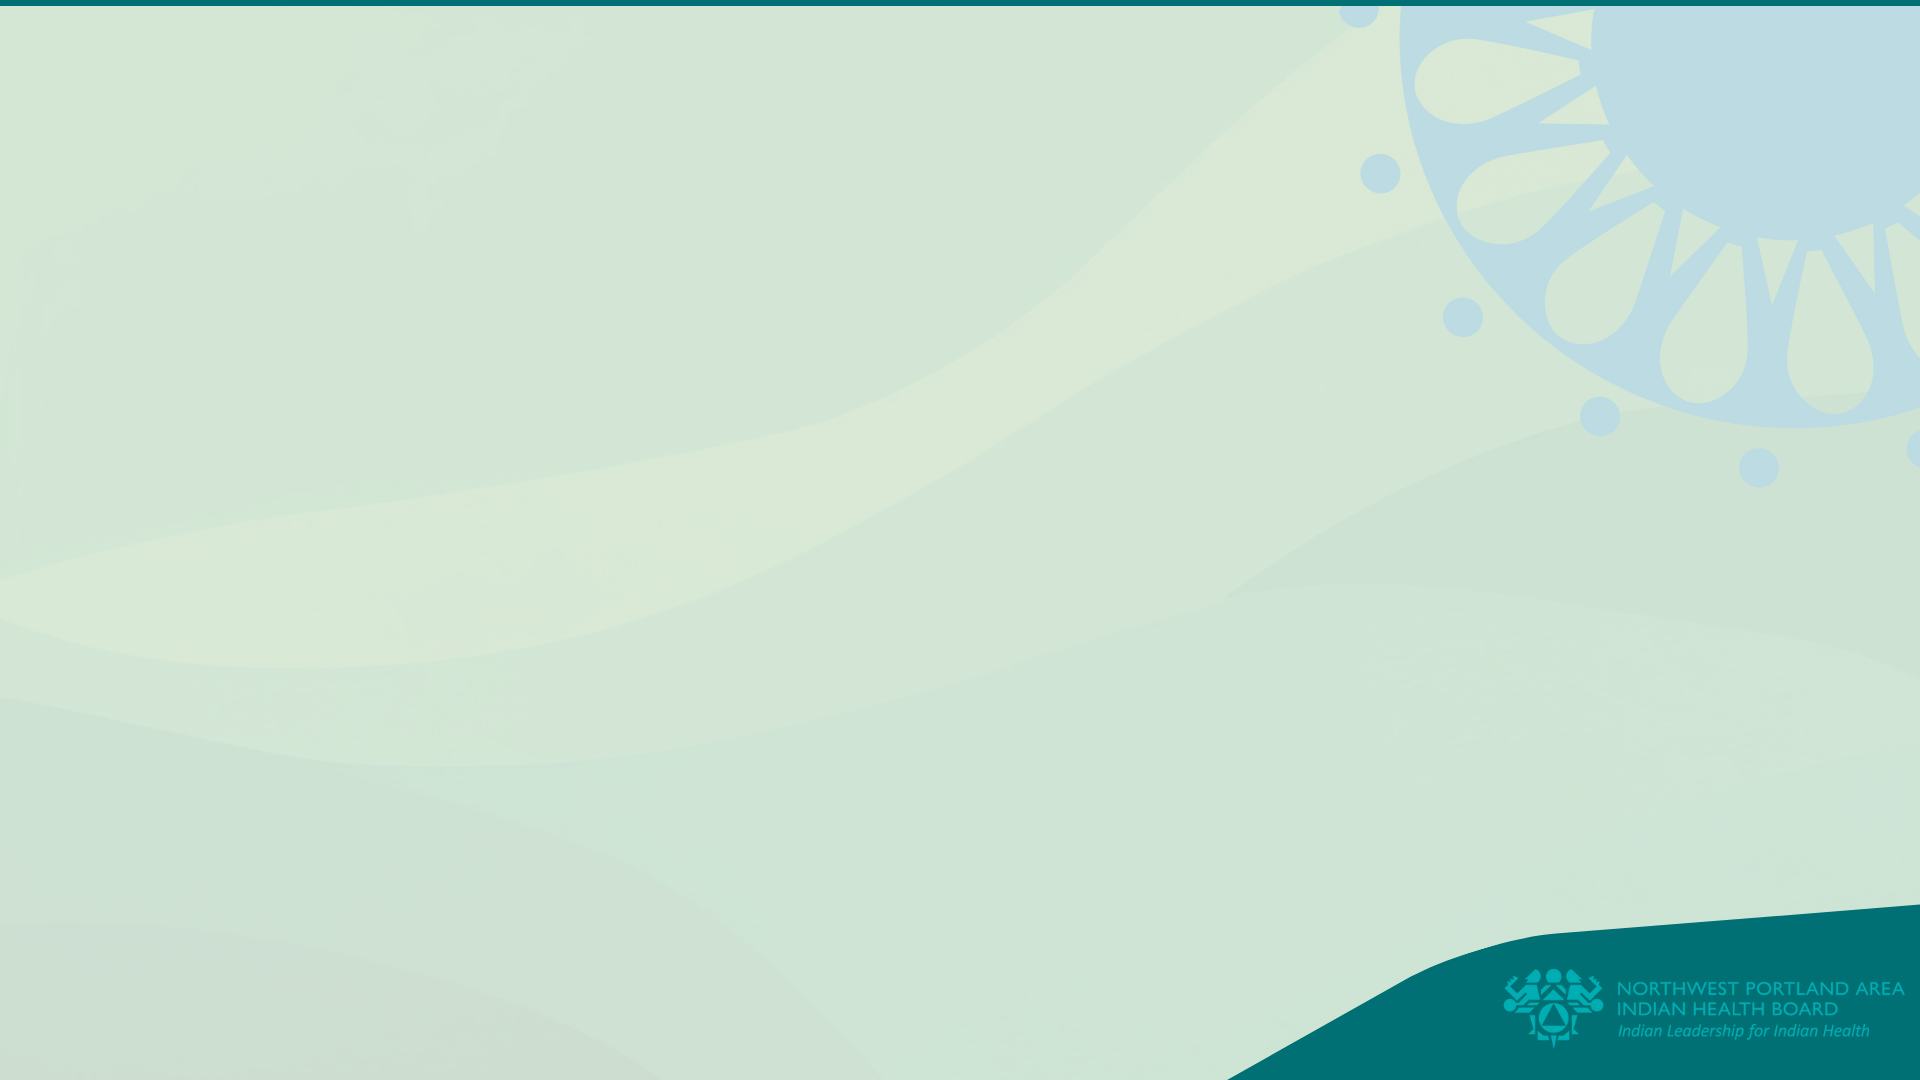 NORTHWEST PORTLAND AREA
INDIAN HEALTH BOARD
Indian Leadership for Indian Health